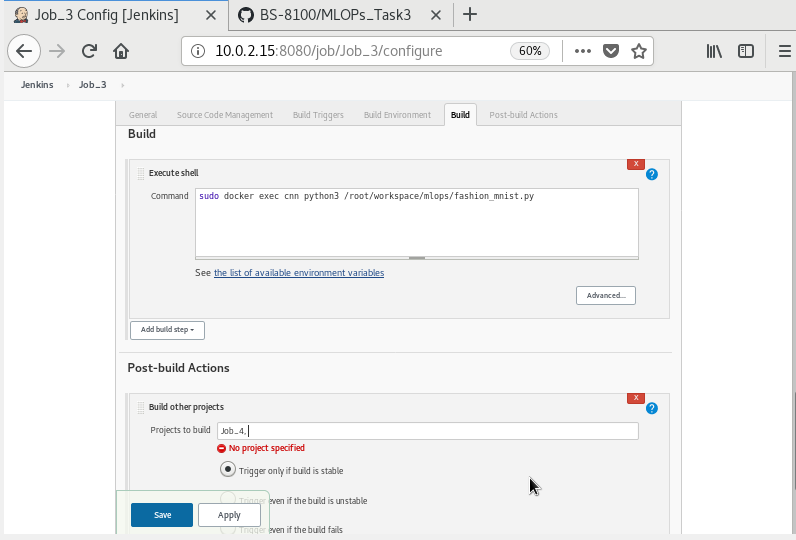 Job_3 Config [Jenkins]
BS-8100/MLOPs_Task3
10.0.2.15:8080/job/Job_3/configure
60%
Jenkins
Job_3
General
Source Code Management
Build Triggers
Build Environment
Build
Post-build Actions
Build
X
Execute shell
?
Command
sudo docker exec cnn python3 /root/workspace/mlops/fashion_mnist.py
See the list of available environment variables
Advanced...
Add build step
Post-build Actions
X
Build other projects
?
Projects to build
Job_4,
No project specified
Trigger only if build is stable
Trigger even if the build is unstable
Trigger even if the build fails
Save
Apply